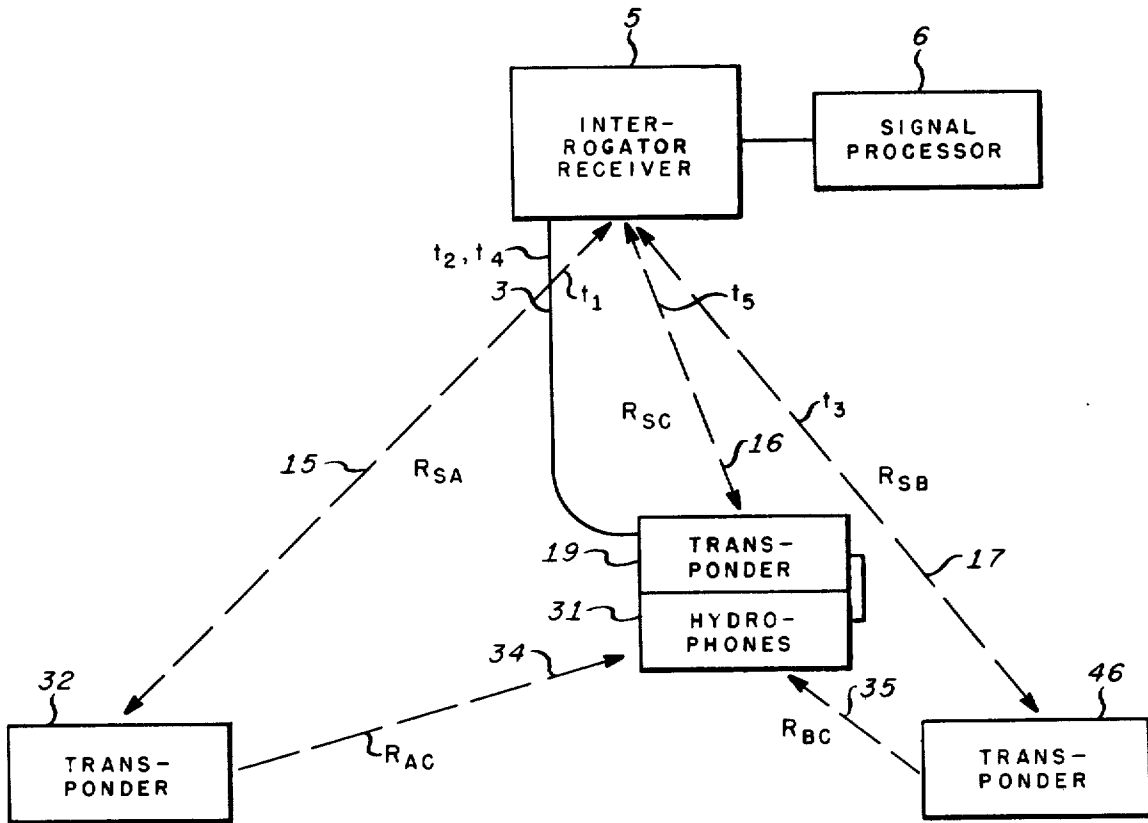 5
6
INTER-
ROGATOR
RECEIVER
SIGNAL
PROCESSOR
t2, t4
3
t1
t5
RSC
t3
16
15
RSA
RSB
19
TRANS-
PONDER
17
31
HYDRO-
PHONES
34
32
35
46
RAC
RBC
TRANS-
PONDER
TRANS-
PONDER